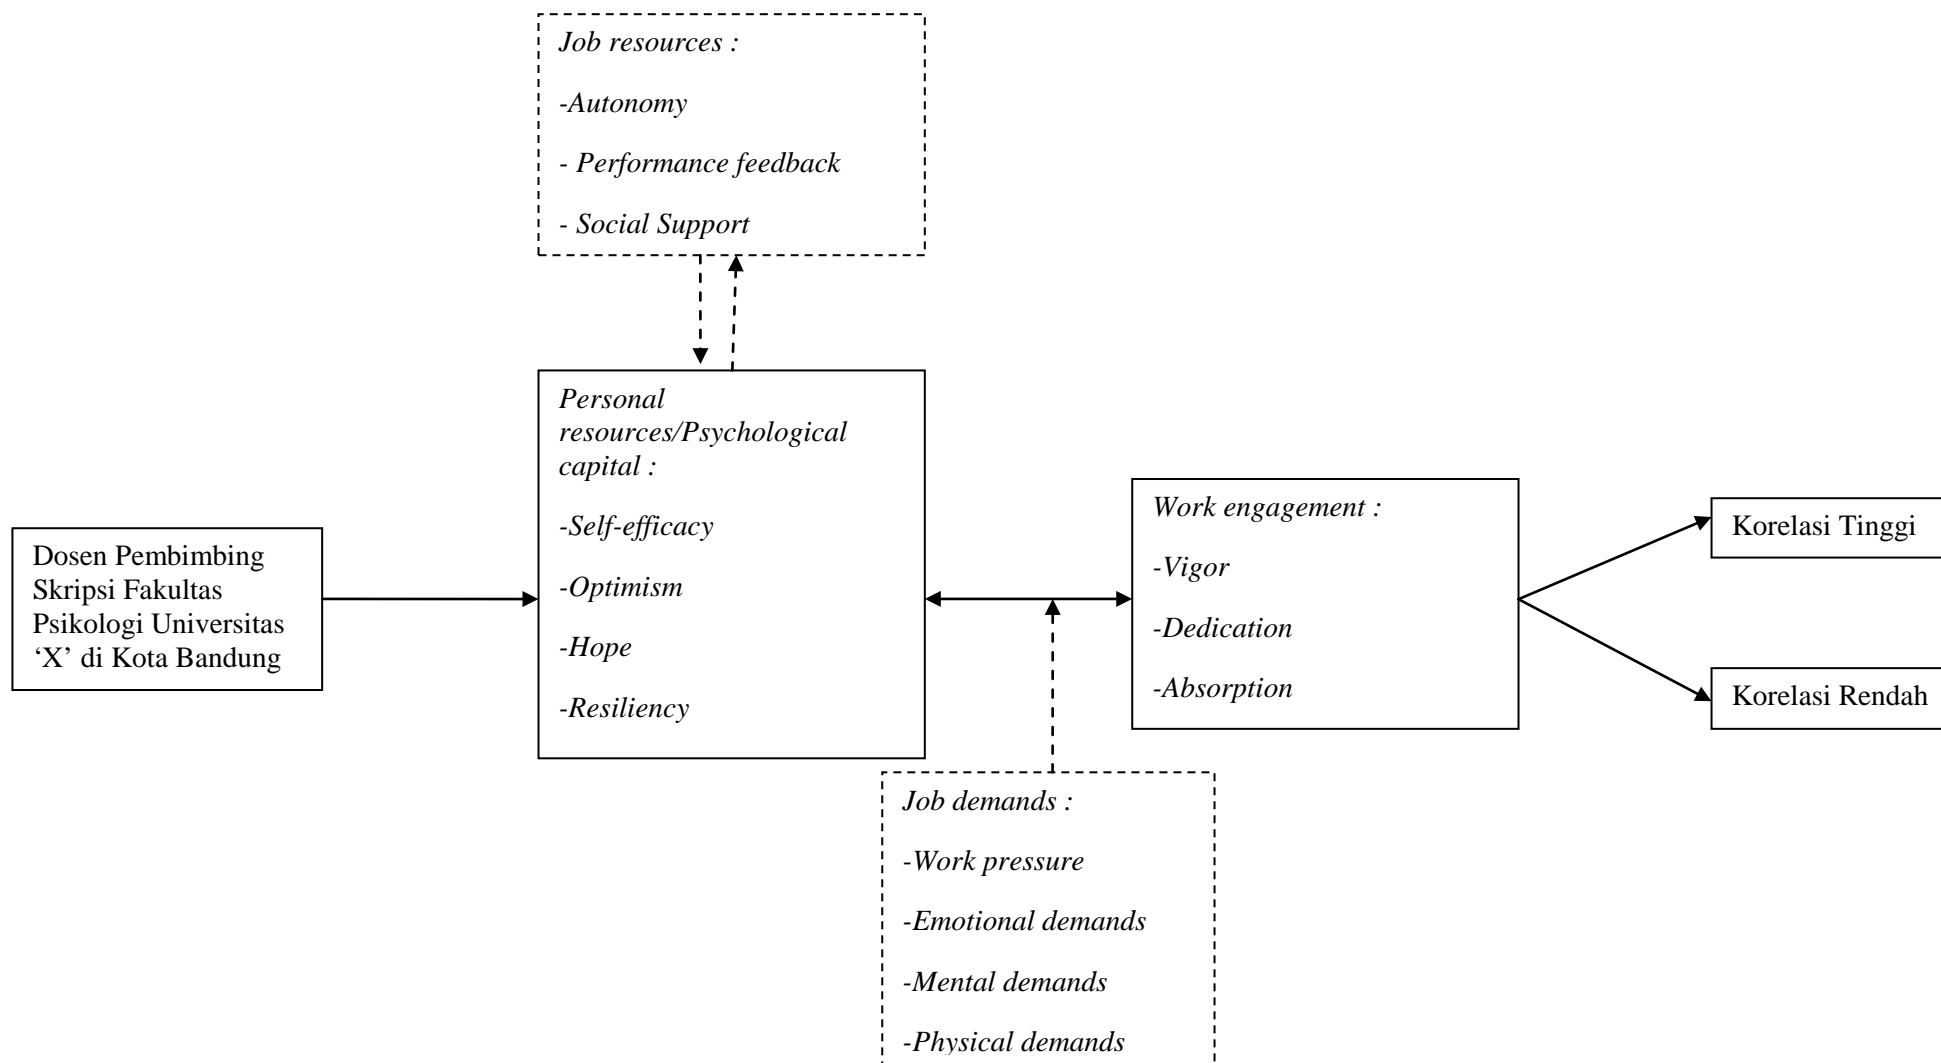 Job resources :
-Autonomy
- Performance feedback
- Social Support
Personal
resources/Psychological
capital :
-Self-efficacy
-Optimism
-Hope
-Resiliency
Dosen Pembimbing
Skripsi Fakultas
Psikologi Universitas
‘X’ di Kota Bandung
Work engagement :
-Vigor
-Dedication
-Absorption
Korelasi Tinggi
Korelasi Rendah
Job demands :
-Work pressure
-Emotional demands
-Mental demands
-Physical demands